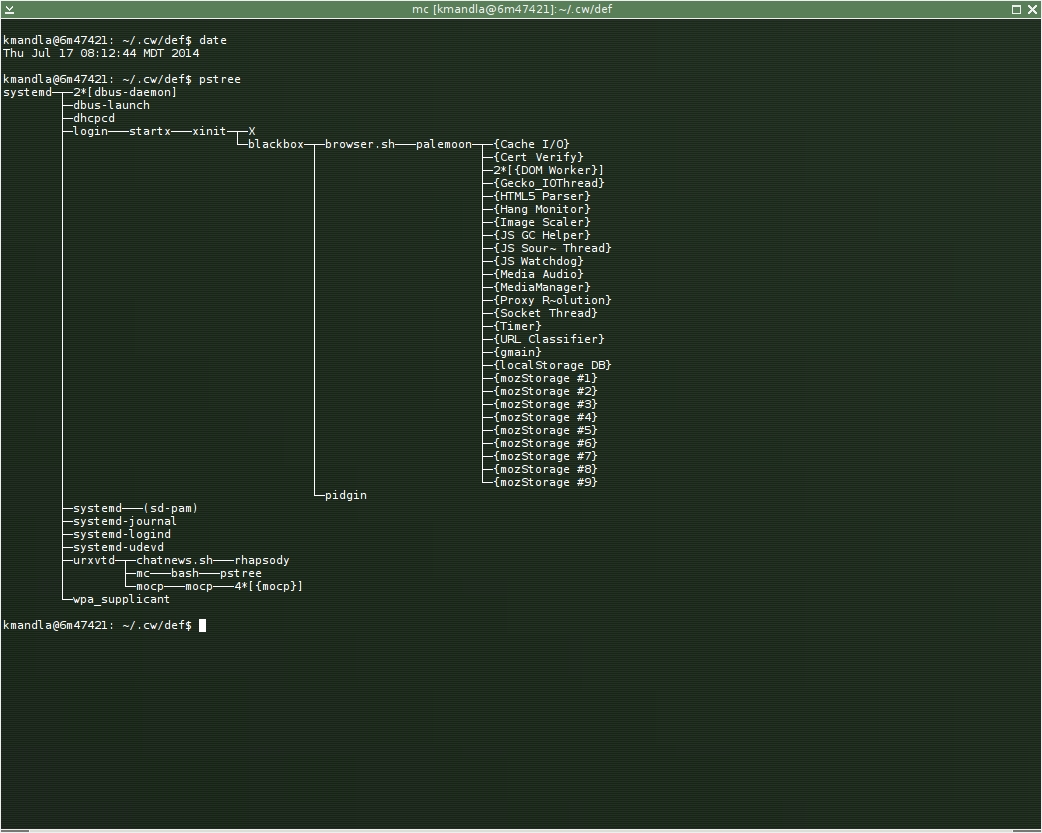 mc [kmandla@6m47421]:~/.cw/def
kmandla@6m47421: ~/.cw/def$ date
Thu Jul 17 08:12:44 MDT 2014
kmandla@6m47421: ~/.cw/def$ pstree
systemd─┬─2*[dbus-daemon]
        ├─dbus-launch
        ├─dhcpcd
        ├─login───startx───xinit─┬─X
                                 └─blackbox─┬─browser.sh───palemoon─┬─{Cache I/O}
├─{Cert Verify}
├─2*[{DOM Worker}]
├─{Gecko_IOThread}
├─{HTML5 Parser}
├─{Hang Monitor}
├─{Image Scaler}
├─{JS GC Helper}
├─{JS Sour~ Thread}
├─{JS Watchdog}
├─{Media Audio}
├─{MediaManager}
├─{Proxy R~olution}
├─{Socket Thread}
├─{Timer}
├─{URL Classifier}
├─{gmain}
├─{localStorage DB}
├─{mozStorage #1}
├─{mozStorage #2}
├─{mozStorage #3}
├─{mozStorage #4}
├─{mozStorage #5}
├─{mozStorage #6}
├─{mozStorage #7}
├─{mozStorage #8}
└─{mozStorage #9}
└─pidgin
        ├─systemd───(sd-pam)
        ├─systemd-journal
        ├─systemd-logind
        ├─systemd-udevd
        ├─urxvtd─┬─chatnews.sh───rhapsody
                 ├─mc───bash───pstree
                 └─mocp───mocp───4*[{mocp}]
        └─wpa_supplicant
kmandla@6m47421: ~/.cw/def$